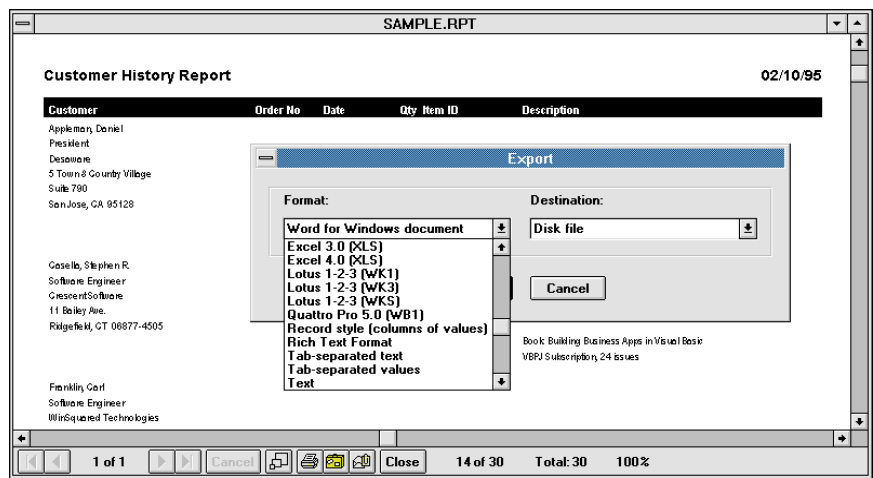 SAMPLE.RPT
Customer History Report 02/10/95
Customer Order No Date Qty Item ID Description
Appleman, Daniel
President
Desaware
5 Town & Country Village
Suite 790
San Jose, CA 95128
Export
Format: Destination:
Word for Windows document Disk file
Excel 3.0 (XLS)
Excel 4.0 (XLS)
Lotus 1-2-3 (WK1)
Lotus 1-2-3 (WK3)
Lotus 1-2-3 (WKS)
Quattro Pro 5.0 (WB1)
Record style (columns of values)
Rich Text Format
Tab-separated text
Tab-separated values
Text
Cancel
Casella, Stephen R.
Software Engineer
Crescent Software
11 Bailey Ave.
Ridgefield, CT 06877-4505
Book: Building Business Apps in Visual Basic
VBPJ Subscription, 24 issues
Franklin, Carl
Software Engineer
WinSquared Technologies
1 of 1 Cancel Close 14 of 30 Total: 30 100%